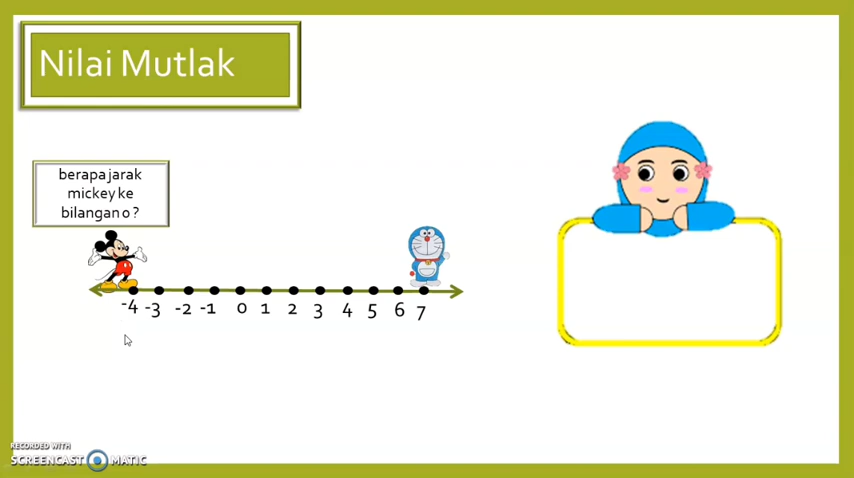 Nilai Mutlak
berapa jarak
mickey ke
bilangan 0 ?
-4 -3 -2 -1 0 1 2 3 4 5 6 7
RECORDED WITH
SCREENCAST MATIC